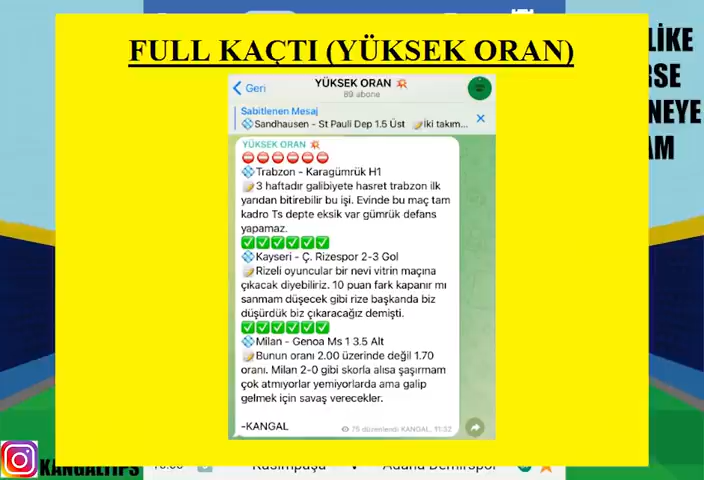 FULL KAÇTI (YÜKSEK ORAN)
Geri
YÜKSEK ORAN
89 abone
Sabitlenen Mesaj
Sandhausen - St Pauli Dep 1.5 Üst İki takım...
YÜKSEK ORAN
Trabzon - Karagümrük H1
3 haftadır galibiyete hasret trabzon ilk
yarıdan bitirebilir bu işi. Evinde bu maç tam
kadro Ts depte eksik var gümrük defans
yapamaz.
Kayseri - Ç. Rizespor 2-3 Gol
Rizeli oyuncular bir nevi vitrin maçına
çıkacak diyebiliriz. 10 puan fark kapanır mı
sanmam düşecek gibi rize başkanda biz
düşürdük biz çıkaracağız demişti.
Milan - Genoa Ms 1 3.5 Alt
Bunun oranı 2.00 üzerinde değil 1.70
oranı. Milan 2-0 gibi skorla alısa şaşırmam
çok atmıyorlar yemiyorlarda ama galip
gelmek için savaş verecekler.
-KANGAL
75 düzenlendi KANGAL, 11:32
LİKE
NEYE
KANGALTIPS
Kasımpaşa
Adana Demirspor